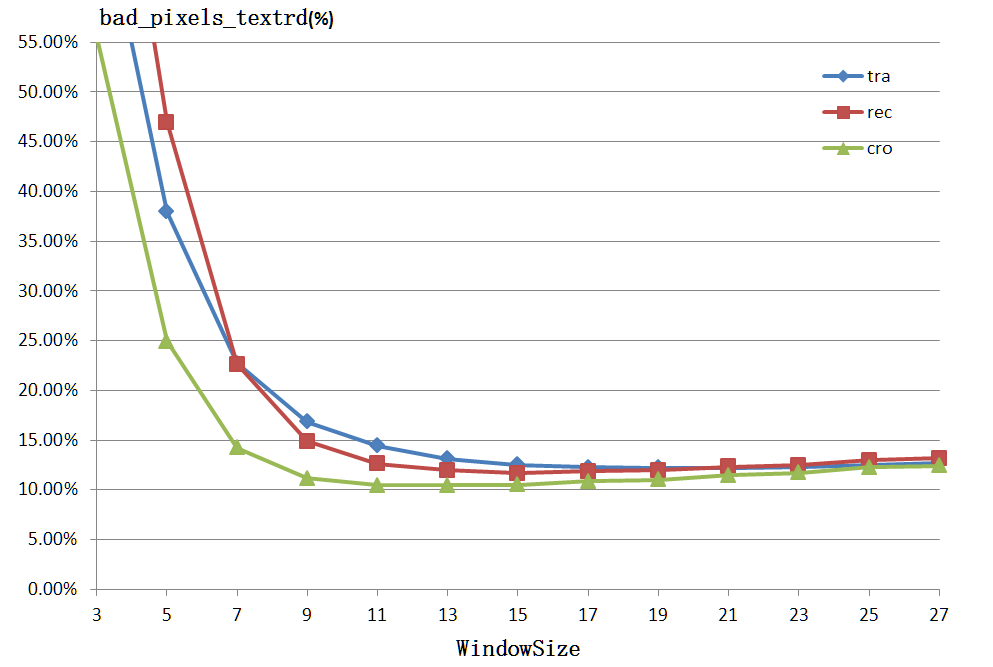 bad_pixels_textrd(%)
55.00%
50.00%
45.00%
40.00%
35.00%
30.00%
25.00%
20.00%
15.00%
10.00%
5.00%
0.00%
tra
rec
cro
3 5 7 9 11 13 15 17 19 21 23 25 27
WindowSize